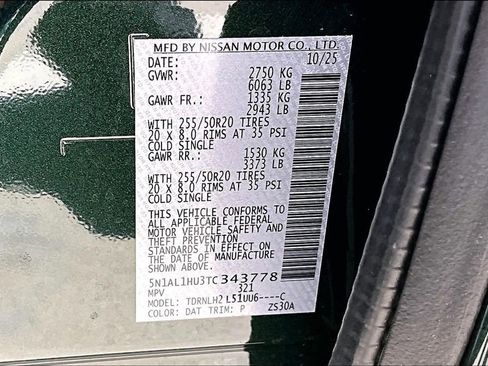 MFD BY NISSAN MOTOR CO., LTD.
DATE: 10/25
GVWR: 2750 KG
6063 LB
GAWR FR.: 1335 KG
2943 LB
WITH 255/50R20 TIRES
20 X 8.0 RIMS AT 35 PSI
COLD SINGLE
GAWR RR.: 1530 KG
3373 LB
WITH 255/50R20 TIRES
20 X 8.0 RIMS AT 35 PSI
COLD SINGLE
THIS VEHICLE CONFORMS TO
ALL APPLICABLE FEDERAL
MOTOR VEHICLE SAFETY AND
THEFT PREVENTION
STANDARDS IN EFFECT ON
THE DATE OF MANUFACTURE
5N1AL1HU3TC343778
MPV 321
MODEL: TDRNLH2L51UU6----C
COLOR: DAT TRIM: P ZS30A